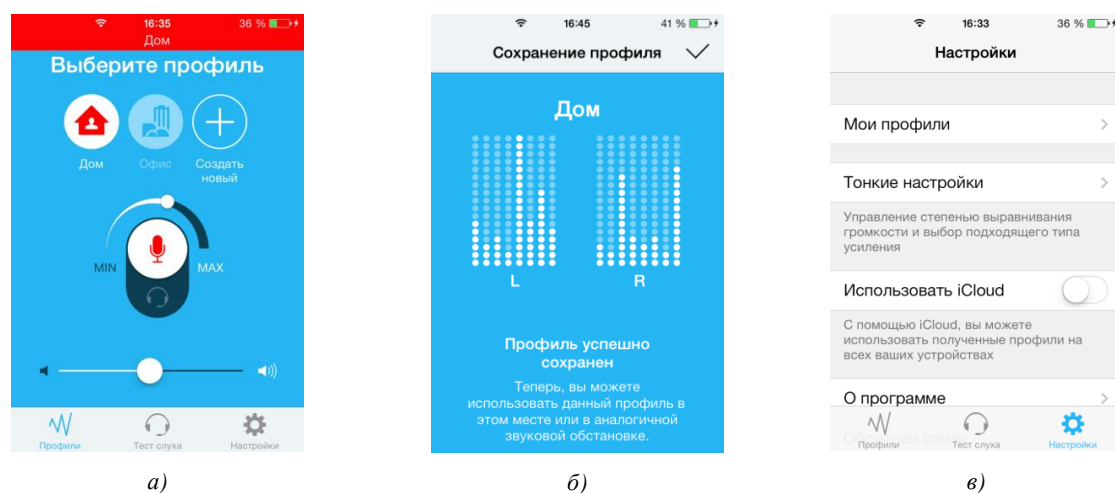 16:35
36 %
Дом
Выберите профиль
Дом
Офис
Создать
новый
MIN
MAX
Профили
Тест слуха
Настройки
а)
16:45
41 %
Сохранение профиля
Дом
L
R
Профиль успешно
сохранен
Теперь, вы можете
использовать данный профиль в
этом месте или в аналогичной
звуковой обстановке.
б)
16:33
36 %
Настройки
Мои профили
Тонкие настройки
Управление степенью выравнивания
громкости и выбор подходящего типа
усиления
Использовать iCloud
С помощью iCloud, вы можете
использовать полученные профили на
всех ваших устройствах
О программе
Обратная связь
Профили
Тест слуха
Настройки
в)